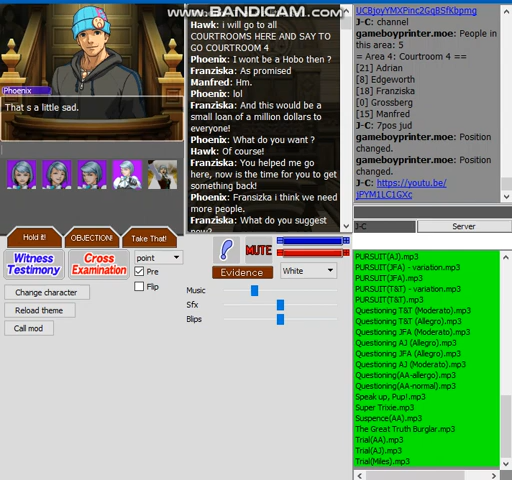 www.BANDICAM.com
Phoenix
That s a little sad.
Hold it!
OBJECTION!
Take That!
Witness
Testimony
Cross
Examination
point
Pre
Flip
Change character
Reload theme
Call mod
Hawk: i will go to all
COURTROOMS HERE AND SAY TO
GO COURTROOM 4
Phoenix: I wont be a Hobo then ?
Franziska: As promised
Manfred: Hm.
Phoenix: lol
Franziska: And this would be a
small loan of a million dollars to
everyone!
Phoenix: What do you want ?
Hawk: Of course!
Franziska: You helped me go
here, now is the time for you to get
something back!
Phoenix: Fransizka i think we need
more people.
Franziska: What do you suggest
now?
MUTE
Evidence
White
Music
Sfx
Blips
UCBjoyYMXPinc2GqBSfKbpmg
J-C: channel
gameboyprinter.moe: People in
this area: 5
= Area 4: Courtroom 4 ==
[21] Adrian
[8] Edgeworth
[18] Franziska
[0] Grossberg
[15] Manfred
J-C: 7pos jud
gameboyprinter.moe: Position
changed.
gameboyprinter.moe: Position
changed.
J-C: https://youtu.be/
jPYM1LC1GXc
J-C
Server
PURSUIT(AJ).mp3
PURSUIT(JFA) - variation.mp3
PURSUIT(JFA).mp3
PURSUIT(T&T) - variation.mp3
PURSUIT(T&T).mp3
Questioning T&T (Moderato).mp3
Questioning T&T (Allegro).mp3
Questioning JFA (Moderato).mp3
Questioning AJ (Allegro).mp3
Questioning JFA (Allegro).mp3
Questioning AJ (Moderato).mp3
Questioning(AA-allergo).mp3
Questioning(AA-normal).mp3
Speak up, Pup!.mp3
Super Trixie.mp3
Suspence(AA).mp3
The Great Truth Burglar.mp3
Trial(AA).mp3
Trial(AJ).mp3
Trial(Miles).mp3